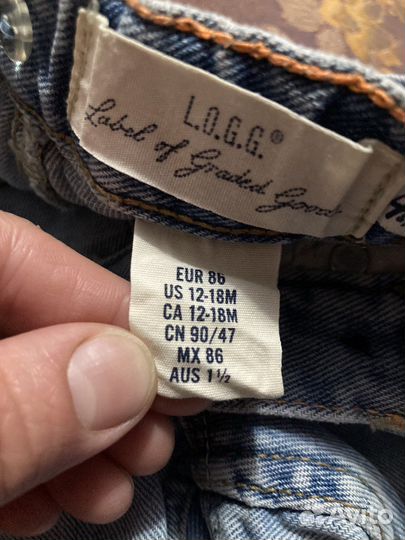 L.O.G.G.®
Label of Graded Goods
EUR 86
US 12-18M
CA 12-18M
CN 90/47
MX 86
AUS 1½
Avito